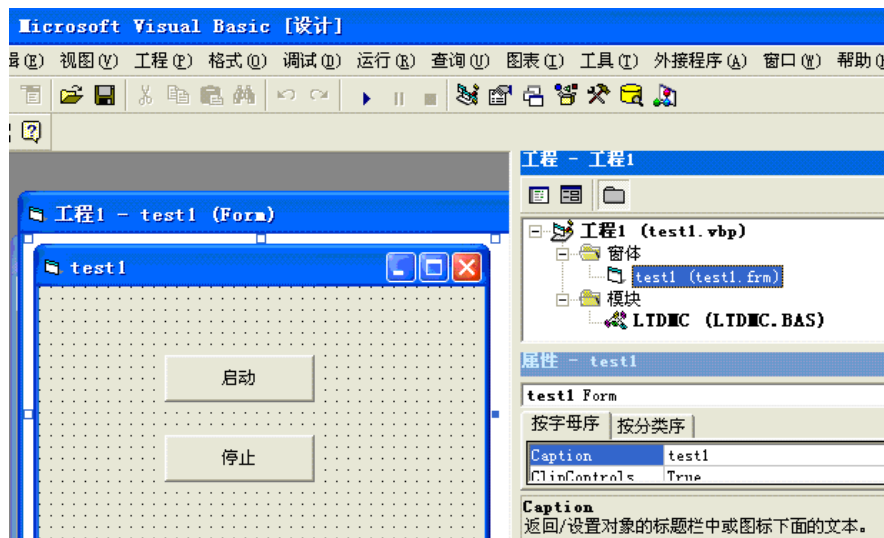 Microsoft Visual Basic [设计]
辑(E) 视图(V) 工程(P) 格式(O) 调试(D) 运行(R) 查询(U) 图表(I) 工具(T) 外接程序(A) 窗口(W) 帮助(H
工程 - 工程1
工程1 - test1 (Form)
工程1 (test1.vbp)
窗体
test1 (test1.frm)
模块
LTDMC (LTDMC.BAS)
test1
启动
停止
属性 - test1
test1 Form
按字母序 按分类序
Caption test1
ClipControls True
Caption
返回/设置对象的标题栏中或图标下面的文本。